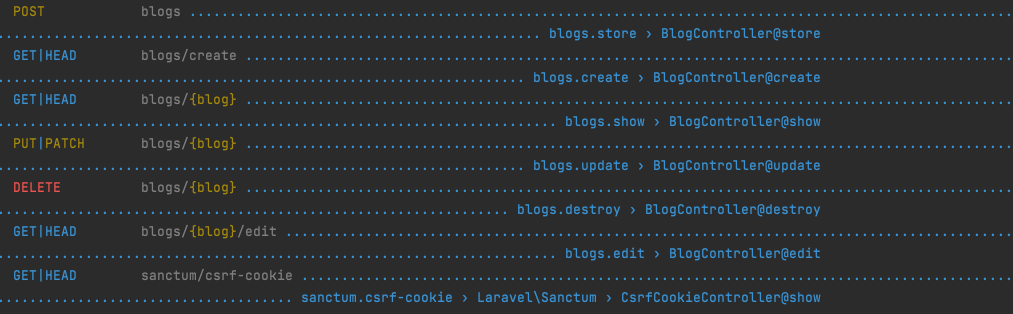 POST blogs ......................................................................................................
.................................................................... blogs.store › BlogController@store
GET|HEAD blogs/create ................................................................................................
.................................................................. blogs.create › BlogController@create
GET|HEAD blogs/{blog} ................................................................................................
...................................................................... blogs.show › BlogController@show
PUT|PATCH blogs/{blog} ................................................................................................
.................................................................. blogs.update › BlogController@update
DELETE blogs/{blog} ................................................................................................
................................................................ blogs.destroy › BlogController@destroy
GET|HEAD blogs/{blog}/edit ...........................................................................................
...................................................................... blogs.edit › BlogController@edit
GET|HEAD sanctum/csrf-cookie .........................................................................................
..................................... sanctum.csrf-cookie › Laravel\Sanctum › CsrfCookieController@show